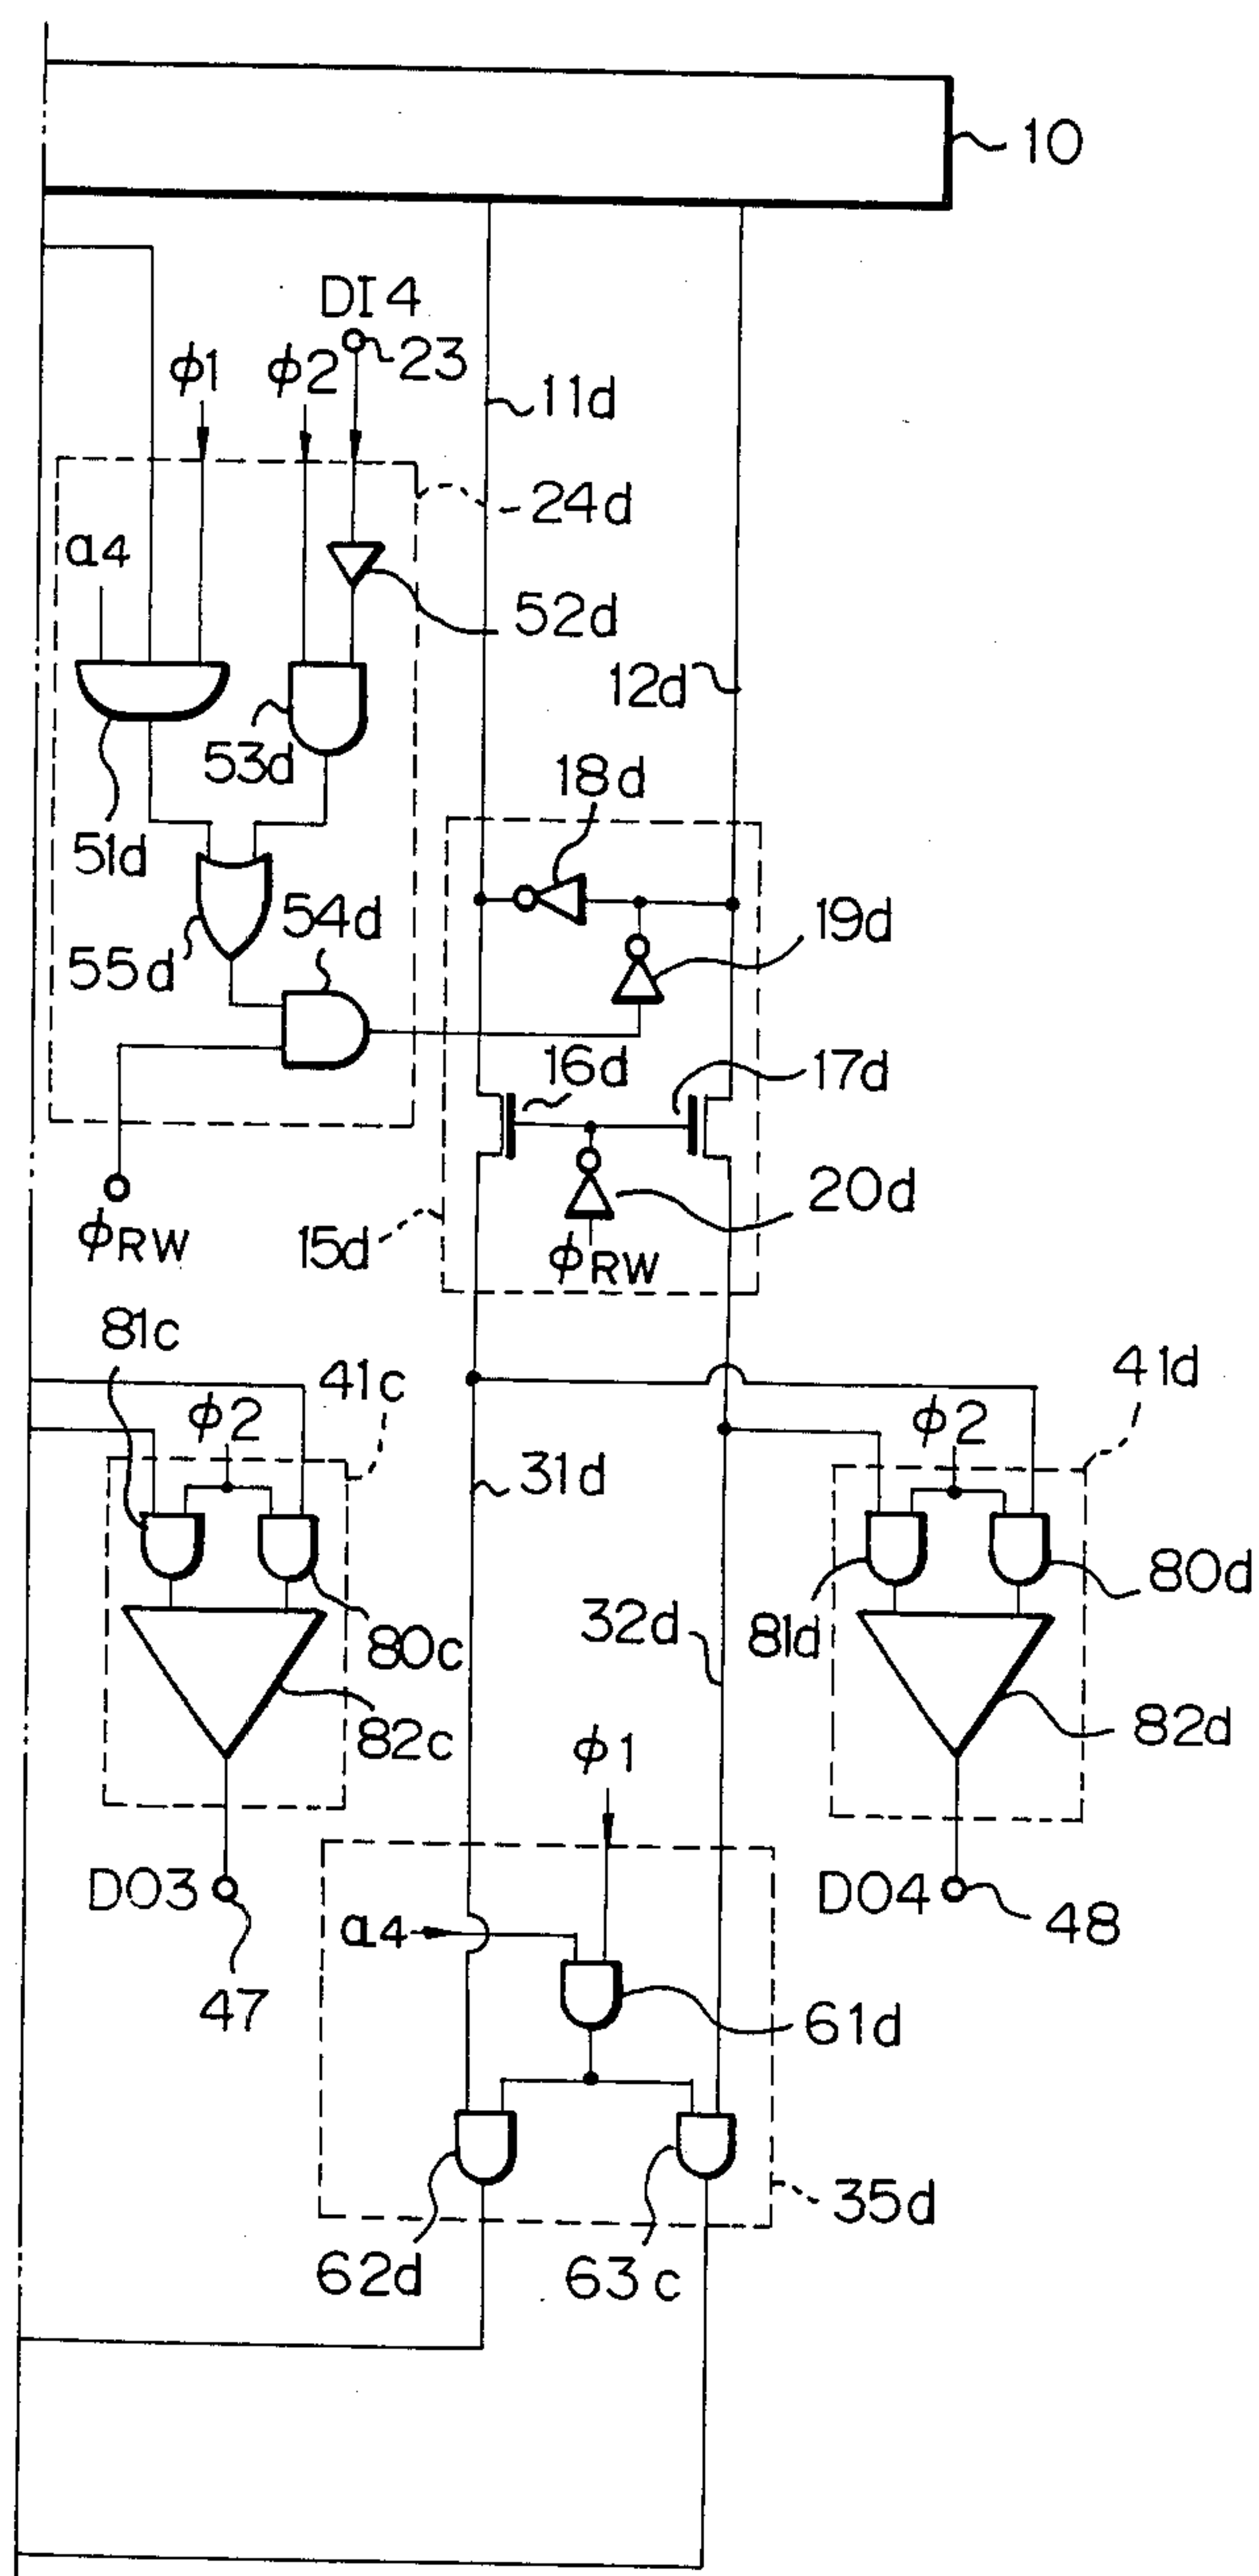 10
DI4
23
ϕ1
ϕ2
11d
24d
a4
52d
12d
53d
18d
51d
54d
19d
55d
16d
17d
20d
ϕRW
15d
ϕRW
81c
41c
41d
ϕ2
ϕ2
31d
80d
32d
81d
80c
82c
82d
ϕ1
DO3
DO4
a4
48
47
61d
35d
62d
63c